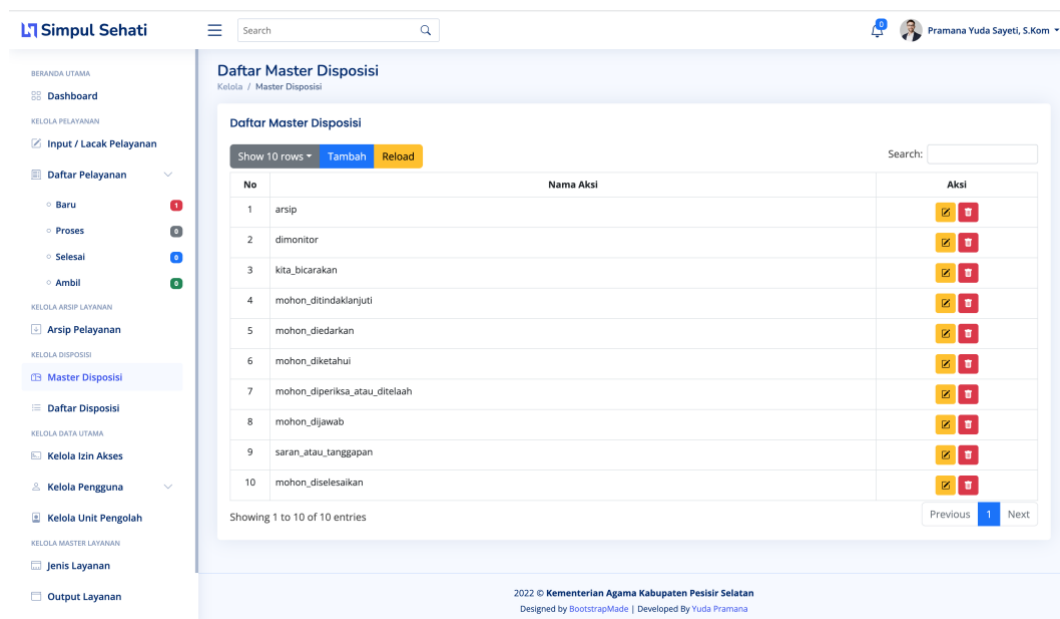 Simpul Sehati
Search
0
Pramana Yuda Sayeti, S.Kom
BERANDA UTAMA
Dashboard
KELOLA PELAYANAN
Input / Lacak Pelayanan
Daftar Pelayanan
Baru 1
Proses 0
Selesai 0
Ambil 0
KELOLA ARSIP LAYANAN
Arsip Pelayanan
KELOLA DISPOSISI
Master Disposisi
Daftar Disposisi
KELOLA DATA UTAMA
Kelola Izin Akses
Kelola Pengguna
Kelola Unit Pengolah
KELOLA MASTER LAYANAN
Jenis Layanan
Output Layanan
Daftar Master Disposisi
Kelola / Master Disposisi
Daftar Master Disposisi
Show 10 rows Tambah Reload Search:
No Nama Aksi Aksi
1 arsip
2 dimonitor
3 kita_bicarakan
4 mohon_ditindaklanjuti
5 mohon_diedarkan
6 mohon_diketahui
7 mohon_diperiksa_atau_ditelaah
8 mohon_dijawab
9 saran_atau_tanggapan
10 mohon_diselesaikan
Showing 1 to 10 of 10 entries
Previous 1 Next
2022 © Kementerian Agama Kabupaten Pesisir Selatan
Designed by BootstrapMade | Developed By Yuda Pramana